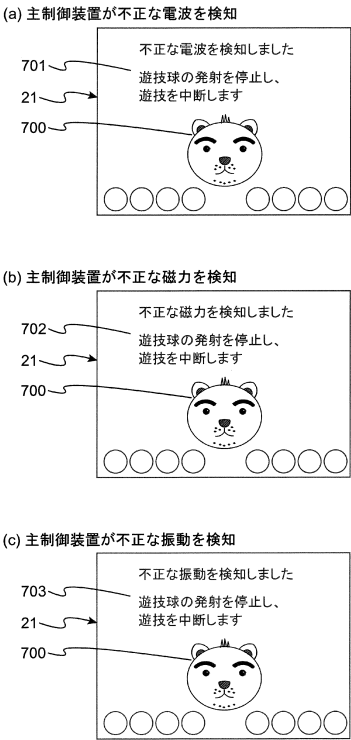 (a) 主制御装置が不正な電波を検知
不正な電波を検知しました
701
遊技球の発射を停止し、
21
遊技を中断します
700
(b) 主制御装置が不正な磁力を検知
不正な磁力を検知しました
702
遊技球の発射を停止し、
21
遊技を中断します
700
(c) 主制御装置が不正な振動を検知
不正な振動を検知しました
703
遊技球の発射を停止し、
21
遊技を中断します
700